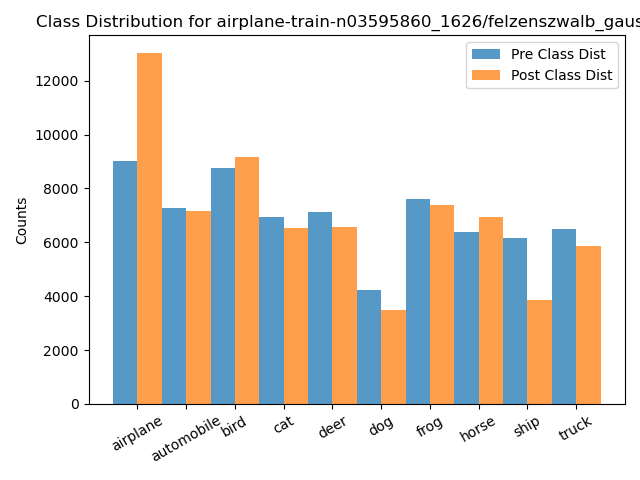 Class Distribution for airplane-train-n03595860_1626/felzenszwalb_gaus
Pre Class Dist
Post Class Dist
Counts
12000
10000
8000
6000
4000
2000
0
airplane
automobile
bird
cat
deer
dog
frog
horse
ship
truck